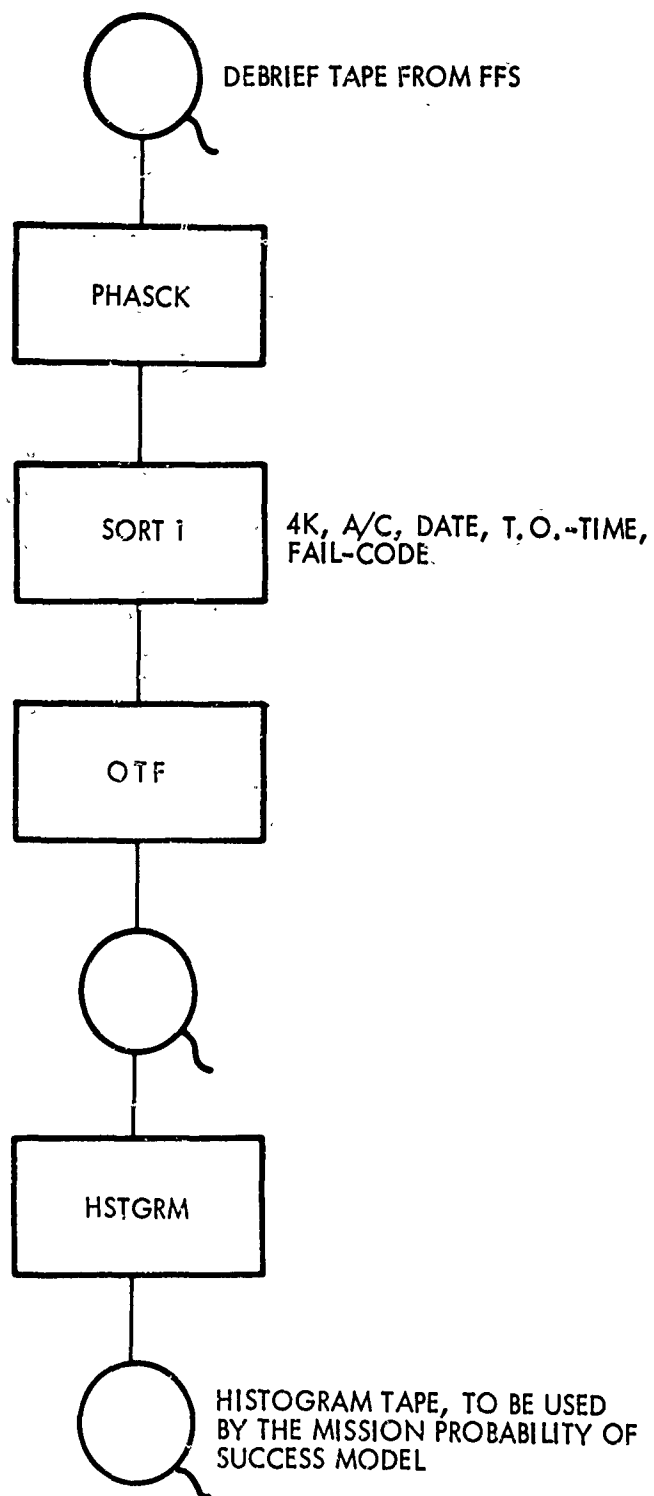 DEBRIEF TAPE FROM FFS
PHASCK
SORT 1
4K, A/C, DATE, T.O.-TIME,
FAIL-CODE
OTF
HSTGRM
HISTOGRAM TAPE, TO BE USED
BY THE MISSION PROBABILITY OF
SUCCESS MODEL